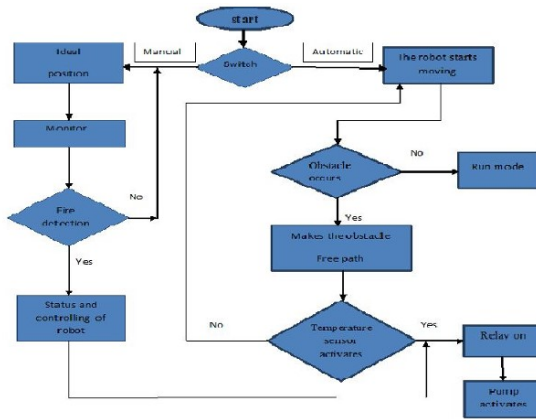 start
Manual
Automatic
Switch
Ideal
position
The robot starts
moving
Monitor
Obstacle
occurs
No
Run mode
Fire
detection
No
Yes
Makes the obstacle
Free path
Yes
Status and
controlling of
robot
No
Temperature
sensor
activates
Yes
Relay on
Pump
activates